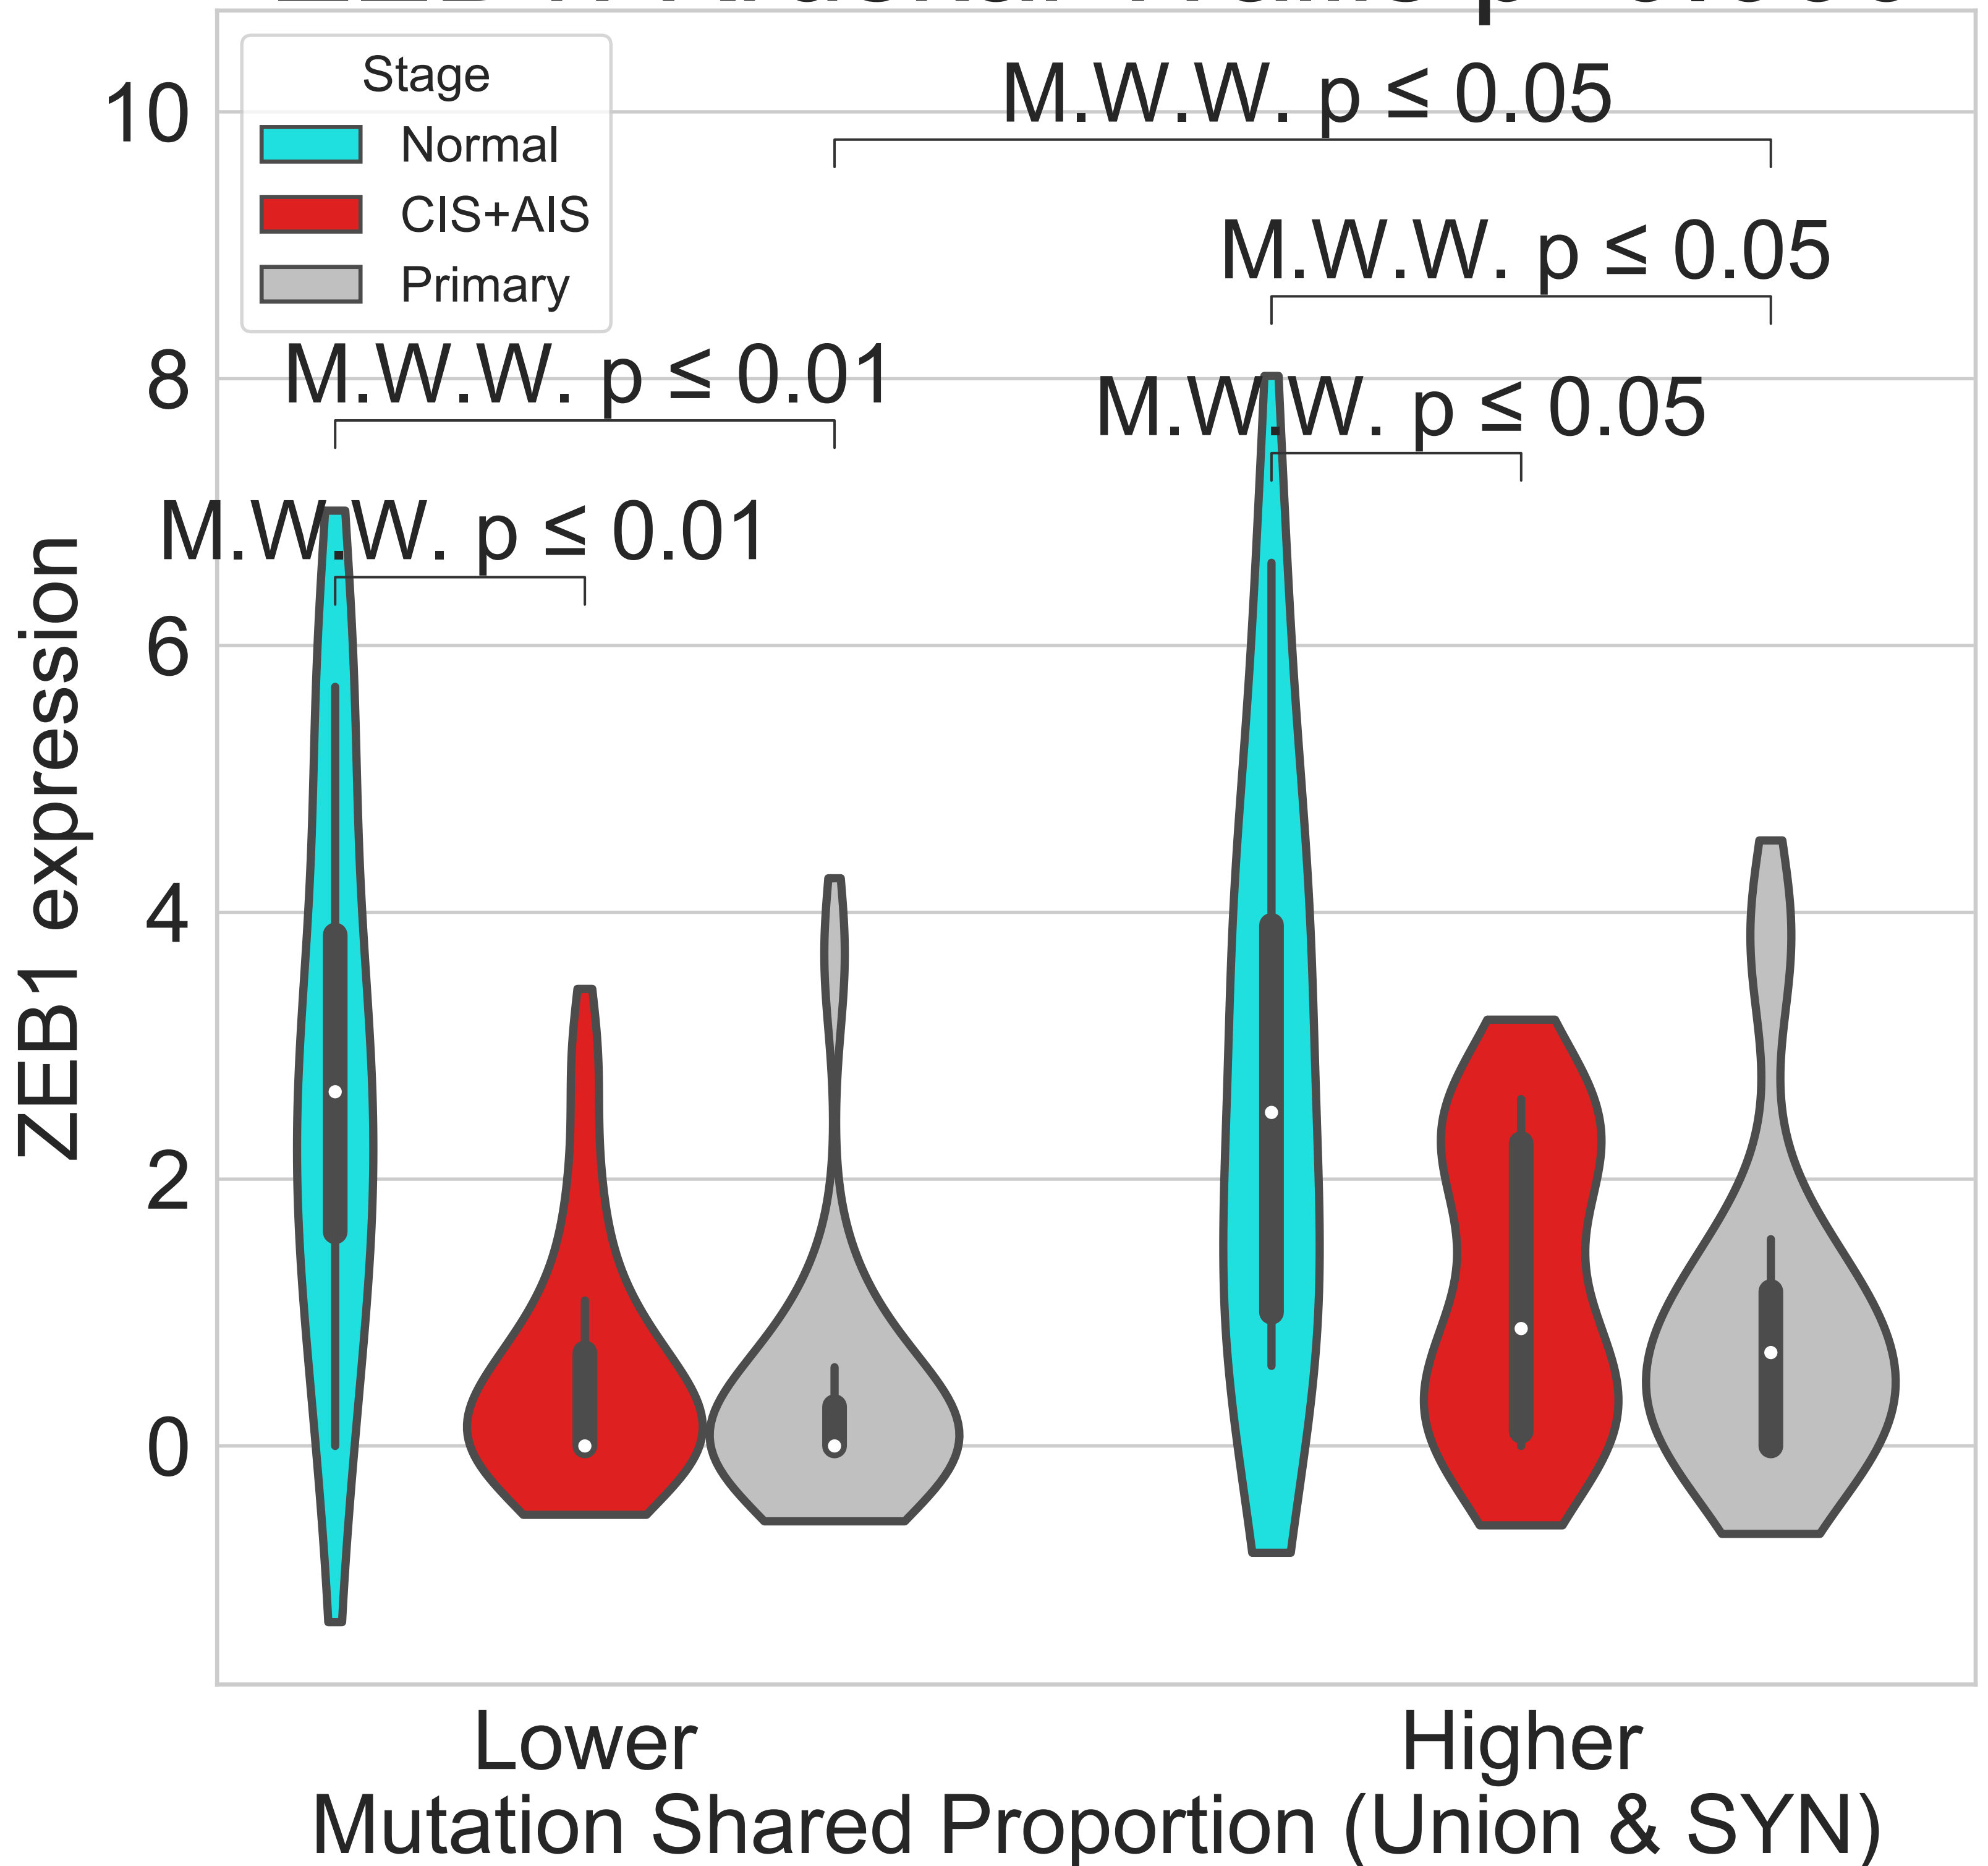 Stage
Normal
CIS+AIS
Primary
M.W.W. p ≤ 0.05
M.W.W. p ≤ 0.05
M.W.W. p ≤ 0.01
M.W.W. p ≤ 0.05
M.W.W. p ≤ 0.01
10
8
6
4
2
0
ZEB1 expression
Lower
Higher
Mutation Shared Proportion (Union & SYN)